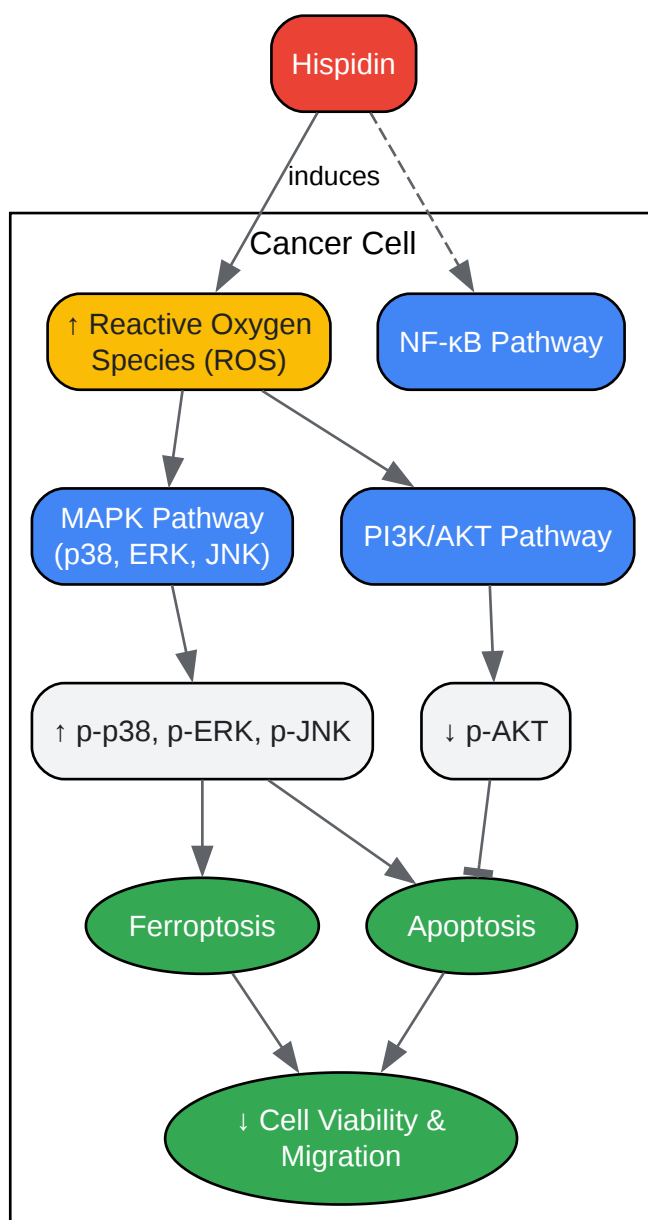 Hispidin
induces
Cancer Cell
↑ Reactive Oxygen
Species (ROS)
NF-κB Pathway
MAPK Pathway
(p38, ERK, JNK)
PI3K/AKT Pathway
↑ p-p38, p-ERK, p-JNK
↓ p-AKT
Ferroptosis
Apoptosis
↓ Cell Viability &
Migration